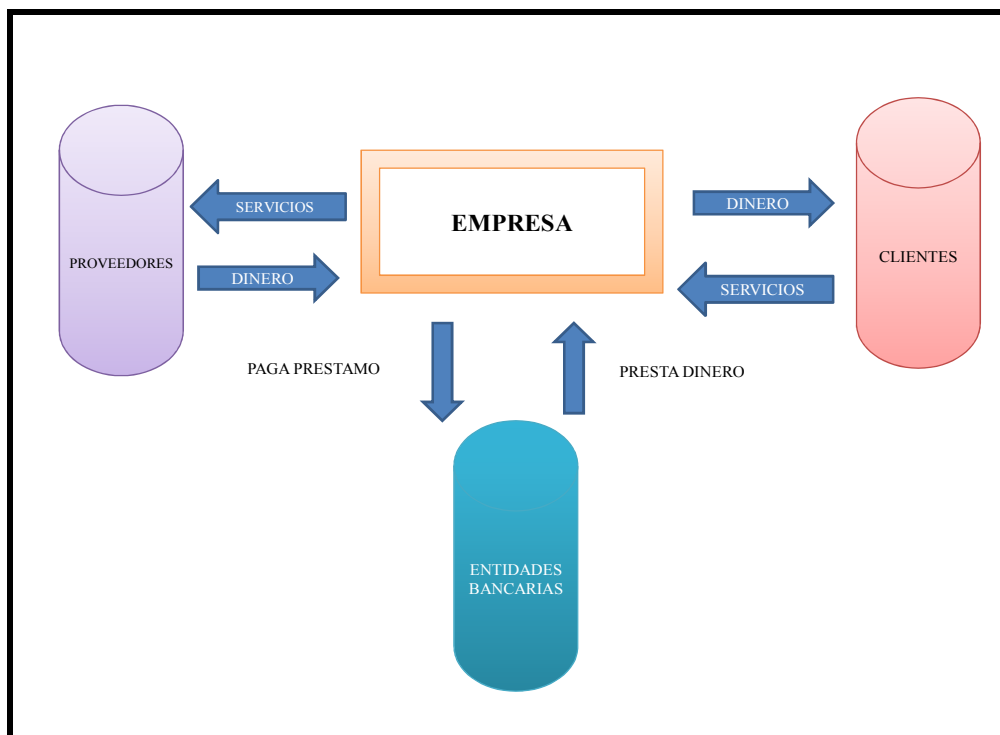 SERVICIOS
DINERO
EMPRESA
PROVEEDORES
CLIENTES
DINERO
SERVICIOS
PAGA PRESTAMO
PRESTA DINERO
ENTIDADES
BANCARIAS